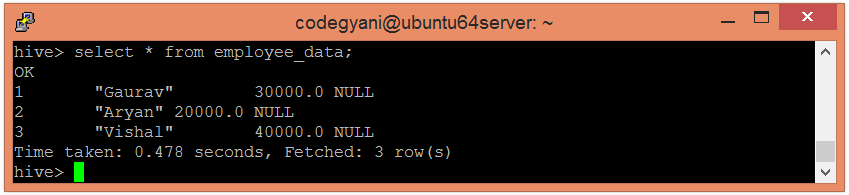 codegyani@ubuntu64server: ~
hive> select * from employee_data;
OK
1       "Gaurav"        30000.0 NULL
2       "Aryan" 20000.0 NULL
3       "Vishal"        40000.0 NULL
Time taken: 0.478 seconds, Fetched: 3 row(s)
hive>